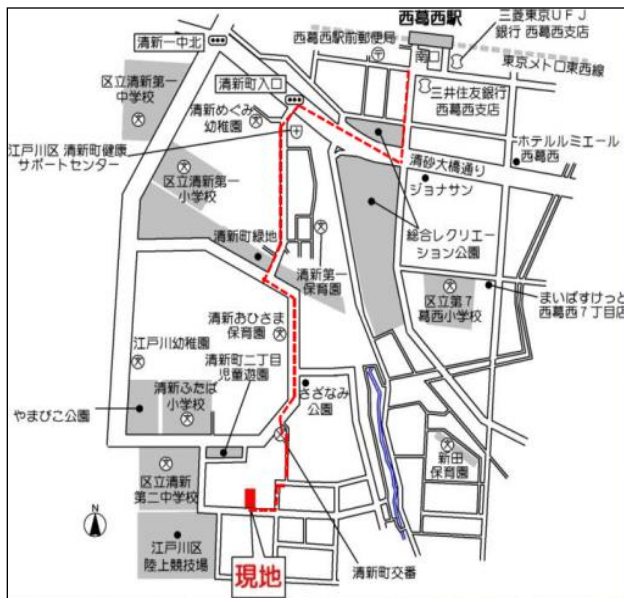 西葛西駅
三菱東京UFJ
銀行 西葛西支店
西葛西駅前郵便局
南
東京メトロ東西線
清新一中北
清新町入口
三井住友銀行
西葛西支店
区立清新第一
中学校
清新めぐみ
幼稚園
江戸川区 清新町健康
サポートセンター
ホテルルミエール
西葛西
清砂大橋通り
ジョナサン
区立清新第一
小学校
総合レクリエー
ション公園
清新町緑地
清新第一
保育園
区立第7
葛西小学校
まいばすけっと
西葛西7丁目店
清新おひさま
保育園
江戸川幼稚園
清新町二丁目
児童遊園
清新ふたば
小学校
さざなみ
公園
やまびこ公園
新田
保育園
区立清新
第二中学校
N
江戸川区
陸上競技場
現地
清新町交番